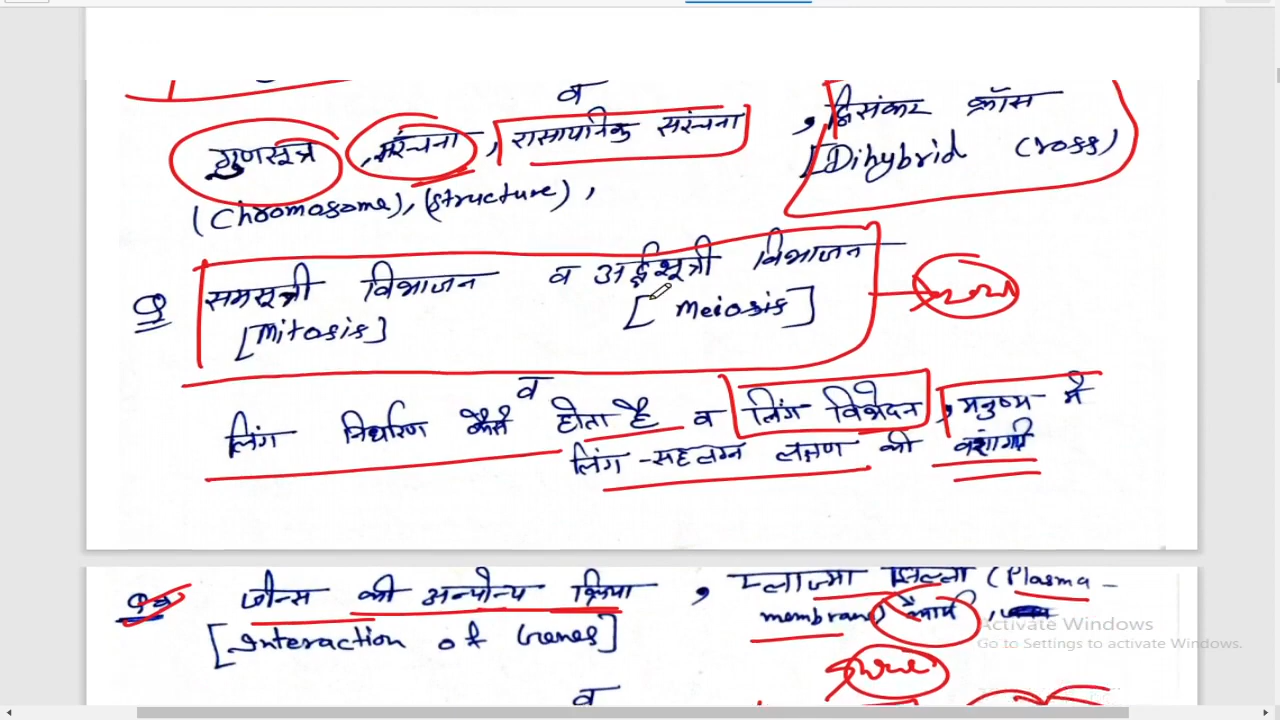 व
गुणसूत्र, संरचना, रासायनिक संरचना, द्विसंकर क्रॉस
(Chromosome), (structure), [Dihybrid Cross)
Q समसूत्री विभाजन व अर्द्धसूत्री विभाजन
[Mitosis] [Meiosis]
व
लिंग निर्धारण कैसे होता है व लिंग विभेदन, मनुष्य मे
लिंग-सहलग्न लक्षण की वंशागति
जीन्स की अन्योन्य क्रिया, प्लाज्मा झिल्ली (Plasma-
[Interaction of Genes] membrane) कार्य,
व
Activate Windows
Go to Settings to activate Windows.